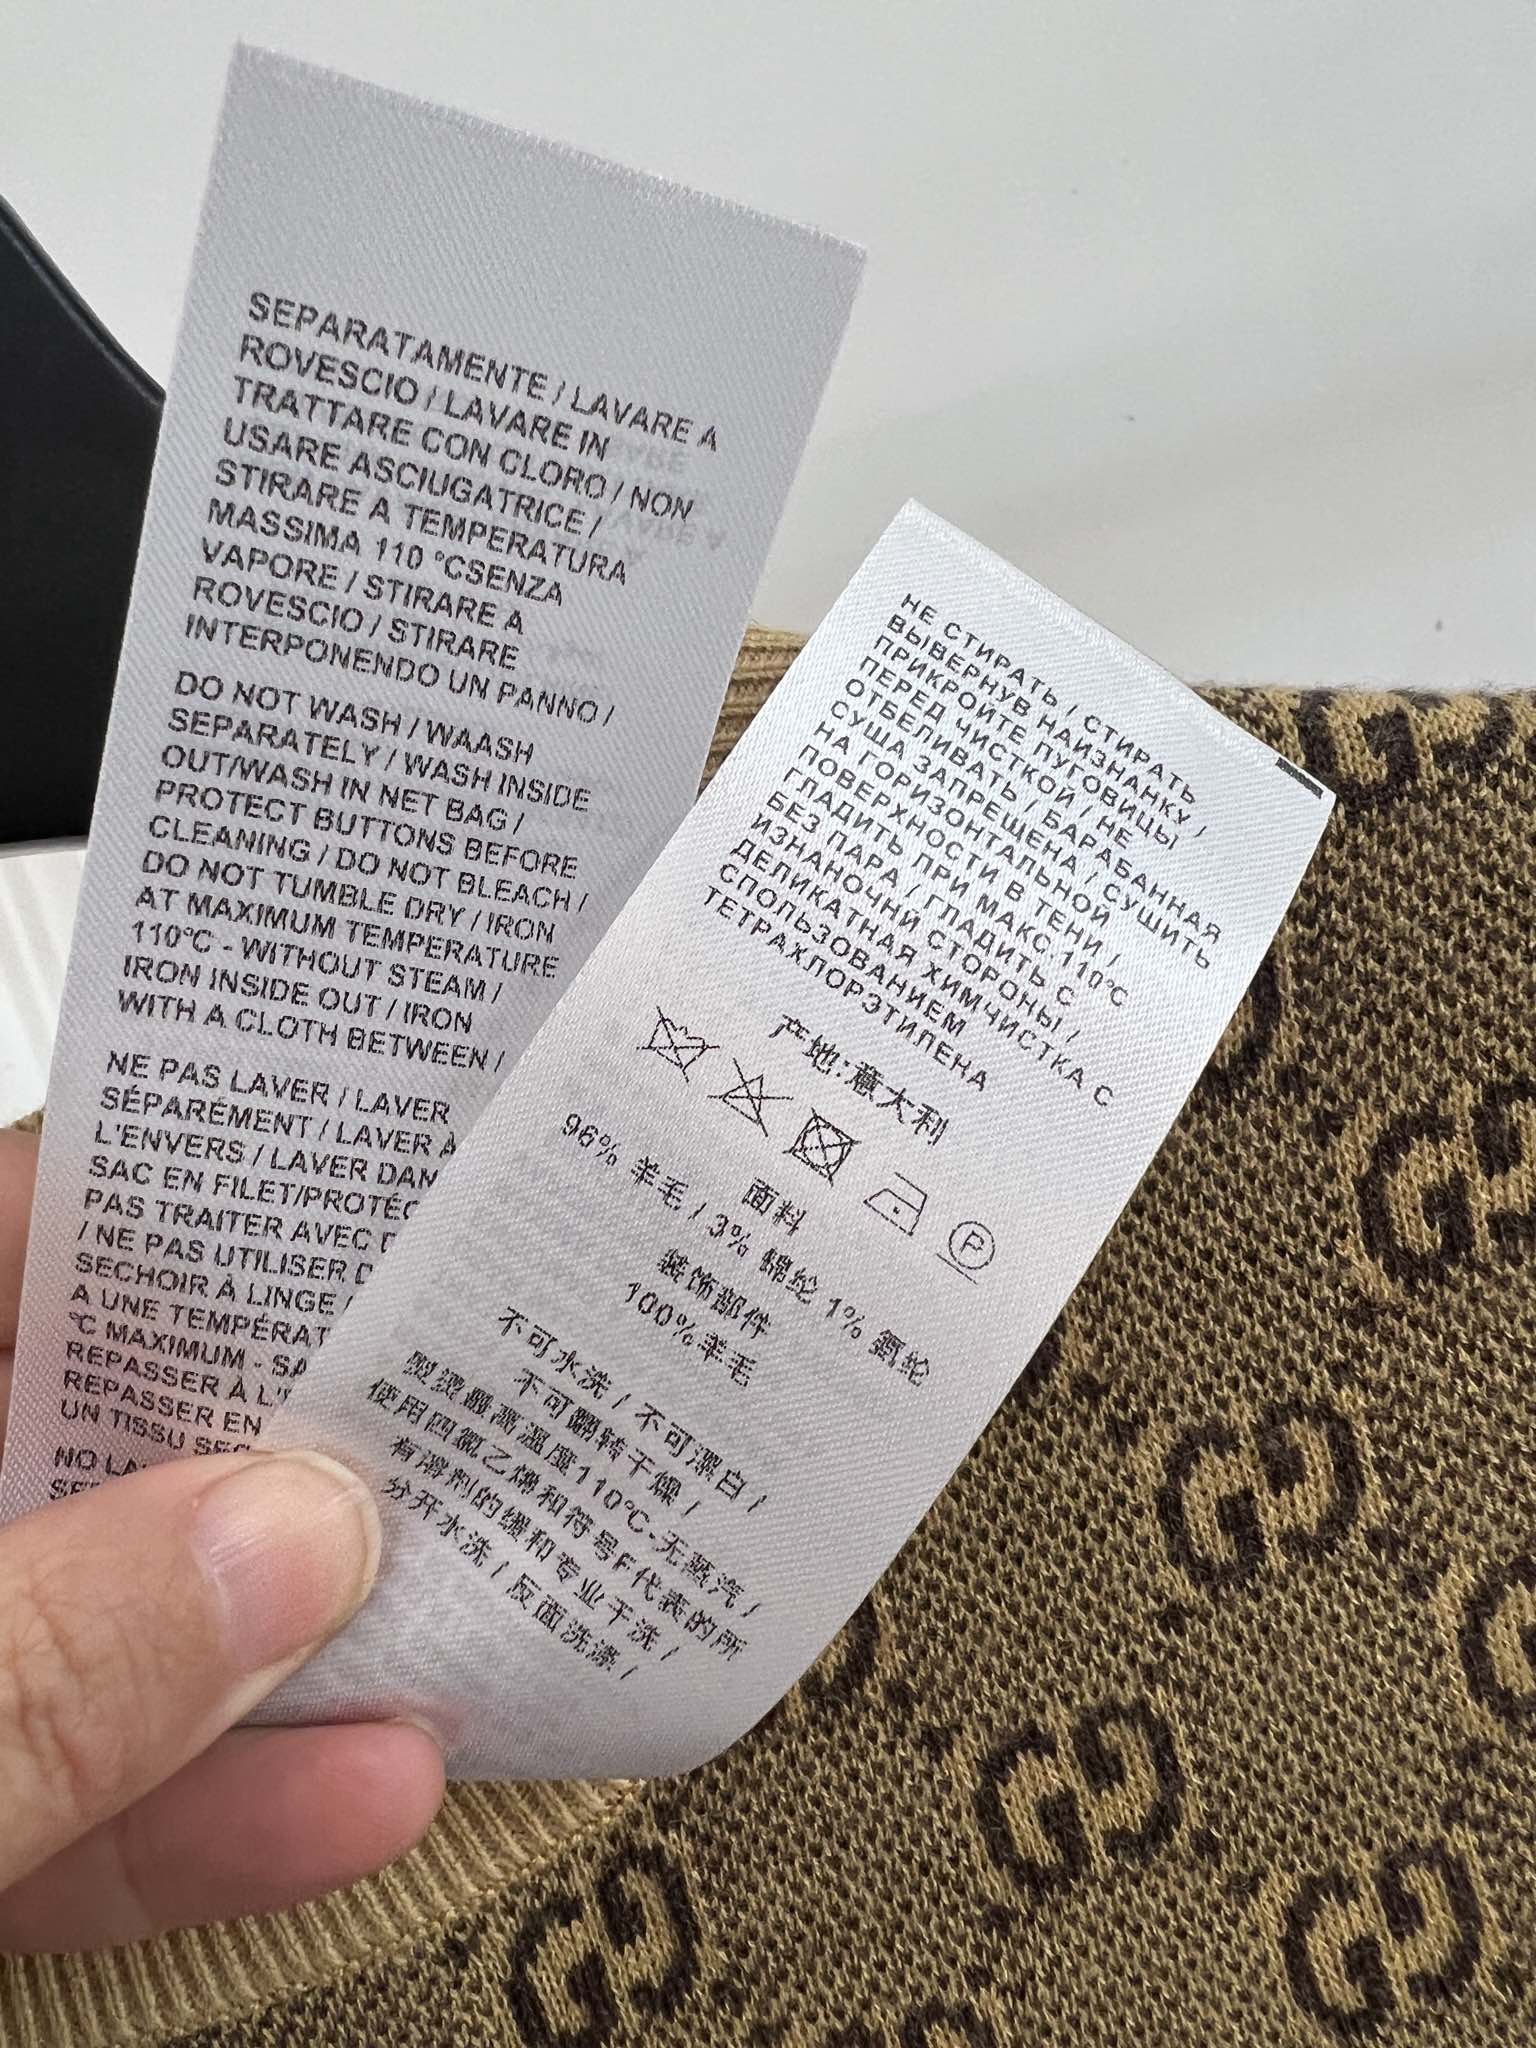 SEPARATAMENTE / LAVARE A
ROVESCIO / LAVARE IN
TRATTARE CON CLORO / NON
USARE ASCIUGATRICE /
STIRARE A TEMPERATURA
MASSIMA 110 °CSENZA
VAPORE / STIRARE A
ROVESCIO / STIRARE
INTERPONENDO UN PANNO /
DO NOT WASH / WAASH
SEPARATELY / WASH INSIDE
OUT/WASH IN NET BAG /
PROTECT BUTTONS BEFORE
CLEANING / DO NOT BLEACH /
DO NOT TUMBLE DRY / IRON
AT MAXIMUM TEMPERATURE
110°C - WITHOUT STEAM /
IRON INSIDE OUT / IRON
WITH A CLOTH BETWEEN /
NE PAS LAVER / LAVER
SÉPARÉMENT / LAVER À
L'ENVERS / LAVER DAN
SAC EN FILET/PROTÉG
PAS TRAITER AVEC
/ NE PAS UTILISER
SECHOIR À LINGE /
A UNE TEMPÉRAT
°C MAXIMUM - SA
REPASSER À L'
REPASSER EN
UN TISSU SEC
NO LA
НЕ СТИРАТЬ / СТИРАТЬ
ВЫВЕРНУВ НАИЗНАНКУ /
ПРИКРОЙТЕ ПУГОВИЦЫ
ПЕРЕД ЧИСТКОЙ / НЕ
ОТБЕЛИВАТЬ / БАРАБАННАЯ
СУША ЗАПРЕЩЕНА / СУШИТЬ
НА ГОРИЗОНТАЛЬНОЙ
ПОВЕРХНОСТИ В ТЕНИ /
ГЛАДИТЬ ПРИ МАКС.110°C
БЕЗ ПАРА / ГЛАДИТЬ С
ИЗНАНОЧНИ СТОРОНЫ /
ДЕЛИКАТНАЯ ХИМЧИСТКА С
СПОЛЬЗОВАНИЕМ
ТЕТРАХЛОРЭТИЛЕНА
产地:意大利
P
面料
96% 羊毛 / 3% 锦纶 1% 氨纶
装饰部件
100%羊毛
不可水洗 / 不可漂白 /
不可翻转干燥 /
熨烫最高温度110°C-无蒸汽 /
使用四氯乙烯和符号F代表的所
有溶剂的缓和专业干洗 /
分开水洗 / 反面洗涤 /